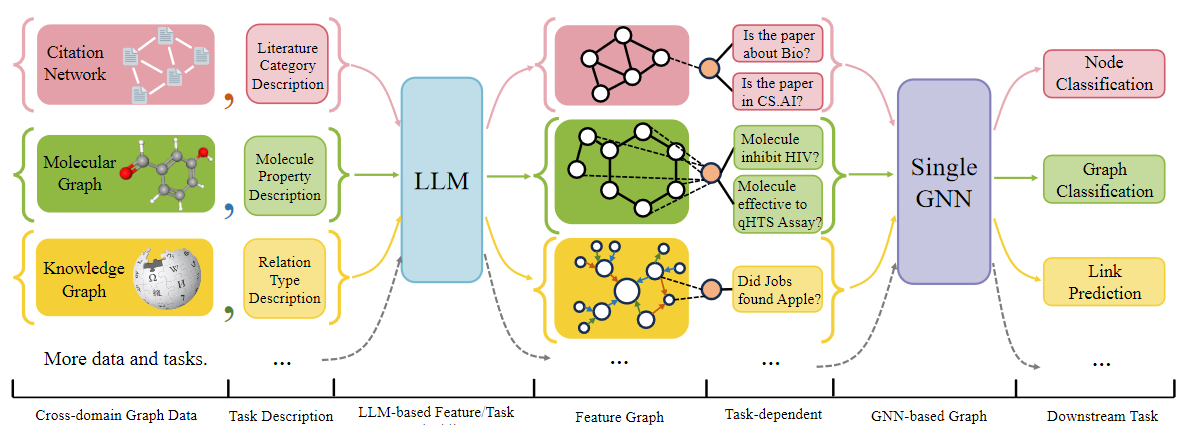 Citation
Network
,
Literature
Category
Description
Molecular
Graph
,
Molecule
Property
Description
Knowledge
Graph
Ω
W
,
Relation
Type
Description
More data and tasks.
...
LLM
Is the paper
about Bio?
Is the paper
in CS.AI?
Molecule
inhibit HIV?
Molecule
effective to
qHTS Assay?
Did Jobs
found Apple?
...
...
Single
GNN
Node
Classification
Graph
Classification
Link
Prediction
...
Cross-domain Graph Data
Task Description
LLM-based Feature/Task
Feature Graph
Task-dependent
GNN-based Graph
Downstream Task